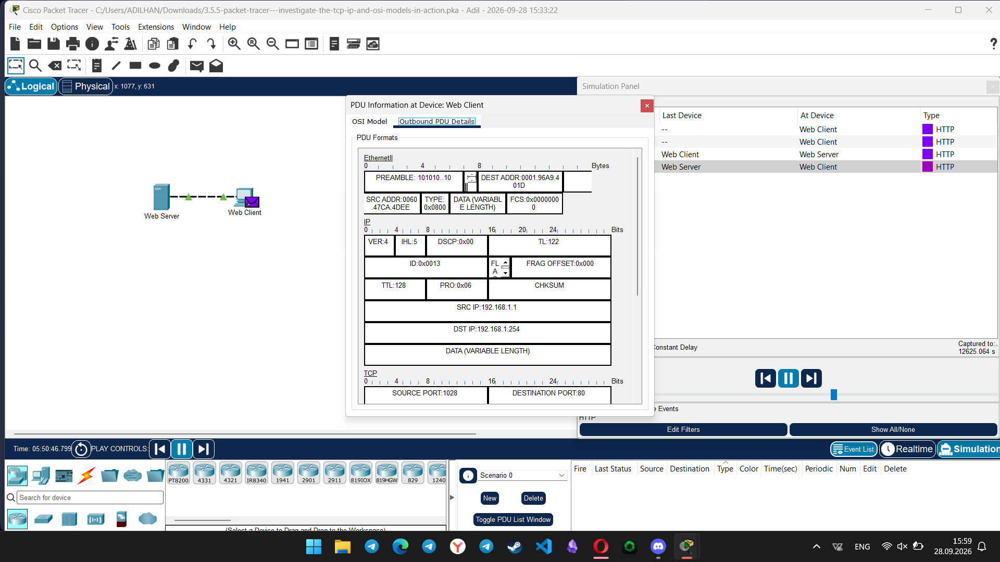 Cisco Packet Tracer - C:/Users/ADILHAN/Downloads/3.5.5-packet-tracer---investigate-the-tcp-ip-and-osi-models-in-action.pka - Adil - 2026-09-28 15:33:22
File Edit Options View Tools Extensions Window Help
?
Logical Physical x: 1077, y: 631
Simulation Panel
PDU Information at Device: Web Client
OSI Model Outbound PDU Details
PDU Formats
EthernetII
0 4 8 Bytes
PREAMBLE: 101010..10
DEST ADDR:0001.96A9.4
01D
SRC ADDR:0060
.47CA.4DEE
TYPE:
0x0800
DATA (VARIABL
E LENGTH)
FCS:0x0000000
0
IP
0 4 8 16 20 24 Bits
VER:4 IHL:5 DSCP:0x00 TL:122
ID:0x0013 FL
A
FRAG OFFSET:0x000
TTL:128 PRO:0x06 CHKSUM
SRC IP:192.168.1.1
DST IP:192.168.1.254
DATA (VARIABLE LENGTH)
TCP
0 4 8 16 24 Bits
SOURCE PORT:1028 DESTINATION PORT:80
Last Device At Device Type
-- Web Client HTTP
-- Web Client HTTP
Web Client Web Server HTTP
Web Server Web Client HTTP
Web Server
Web Client
Constant Delay
Captured to:
12625.064 s
e Events
HTTP
Edit Filters Show All/None
Time: 05:50:46.799 PLAY CONTROLS:
Event List Realtime Simulation
PT8200 4331 4321 IR8340 1941 2901 2911 819IOX 819HGW 829 1240
Search for device
(Select a Device to Drag and Drop to the Workspace)
Scenario 0
New Delete
Toggle PDU List Window
Fire Last Status Source Destination Type Color Time(sec) Periodic Num Edit Delete
ENG
15:59
28.09.2026